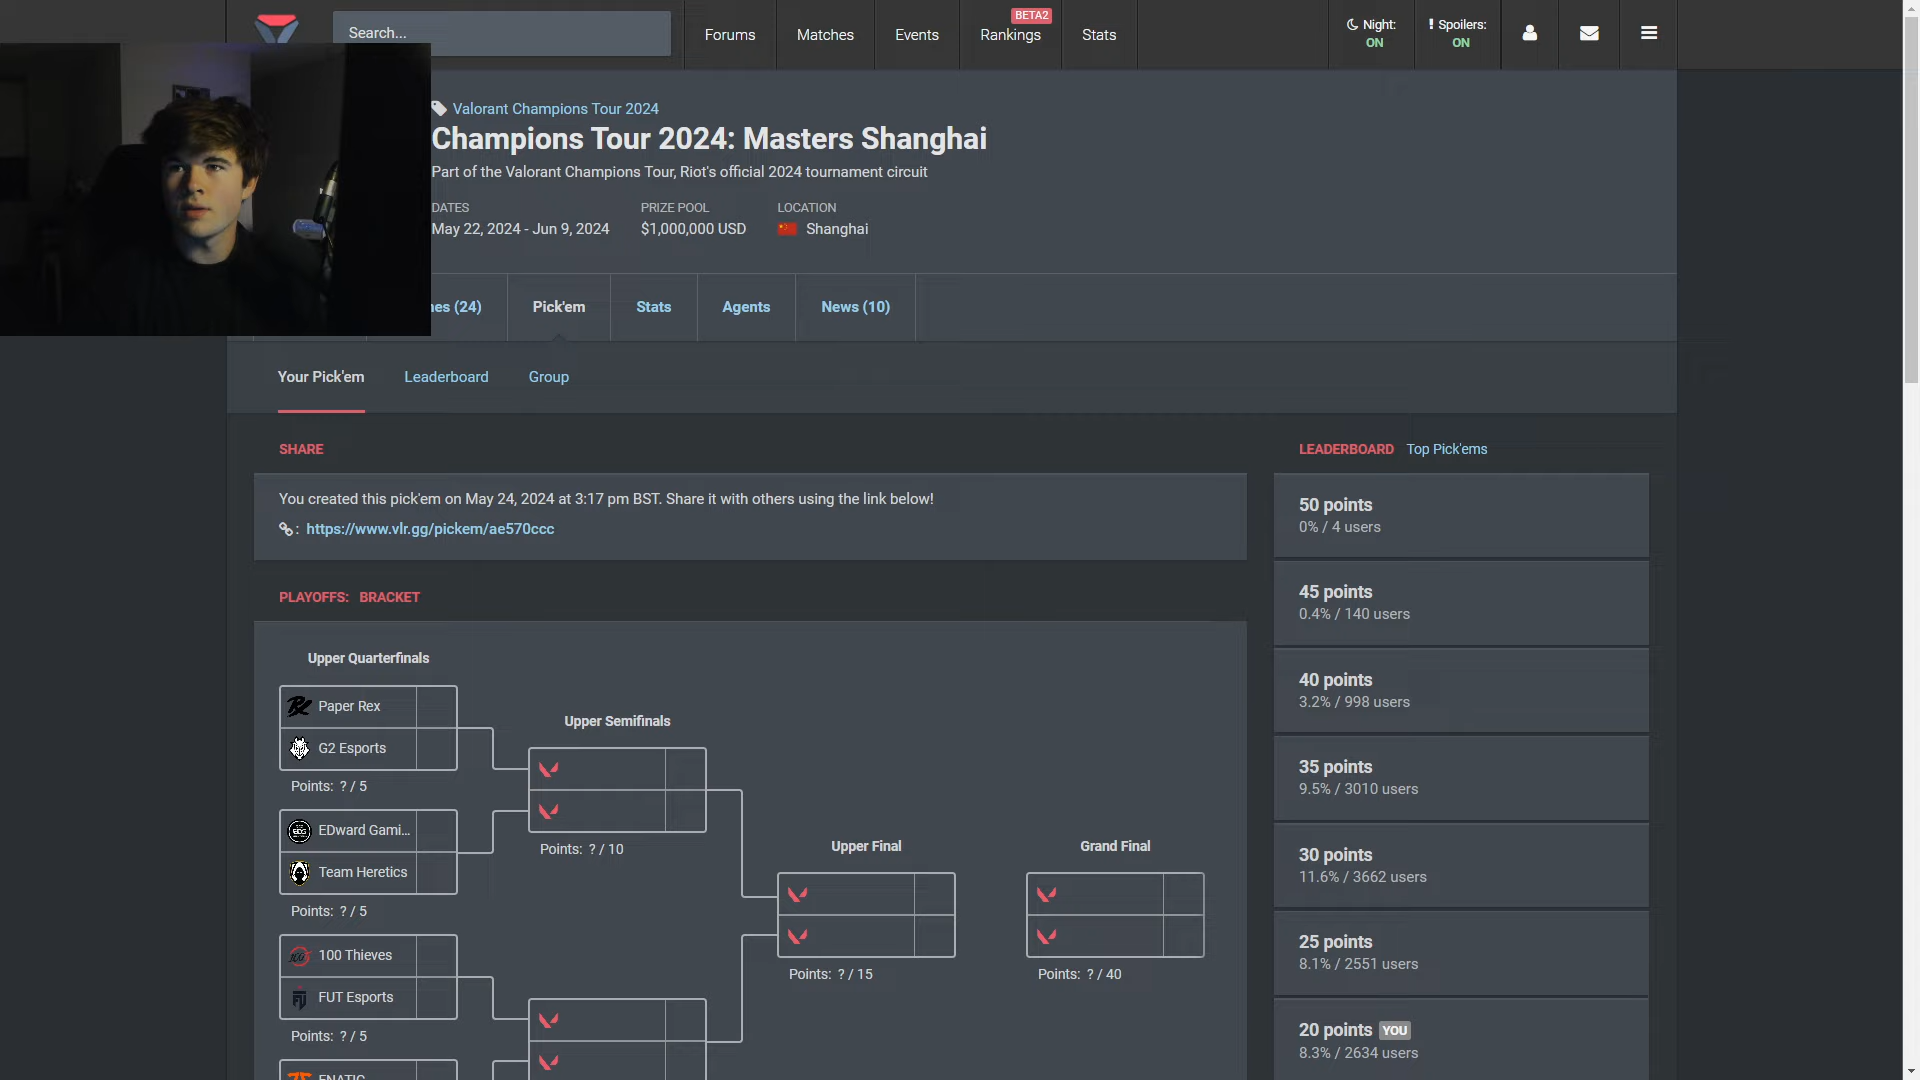 Search...
Forums
Matches
Events
BETA2
Rankings
Stats
Night:
ON
! Spoilers:
ON
Valorant Champions Tour 2024
Champions Tour 2024: Masters Shanghai
Part of the Valorant Champions Tour, Riot's official 2024 tournament circuit
DATES
May 22, 2024 - Jun 9, 2024
PRIZE POOL
$1,000,000 USD
LOCATION
Shanghai
(24)
Pick'em
Stats
Agents
News (10)
Your Pick'em
Leaderboard
Group
SHARE
You created this pick'em on May 24, 2024 at 3:17 pm BST. Share it with others using the link below!
: https://www.vlr.gg/pickem/ae570ccc
PLAYOFFS: BRACKET
Upper Quarterfinals
Paper Rex
G2 Esports
Points: ? / 5
EDward Gami...
Team Heretics
Points: ? / 5
100 Thieves
FUT Esports
Points: ? / 5
FNATIC
Upper Semifinals
Points: ? / 10
Upper Final
Points: ? / 15
Grand Final
Points: ? / 40
LEADERBOARD Top Pick'ems
50 points
0% / 4 users
45 points
0.4% / 140 users
40 points
3.2% / 998 users
35 points
9.5% / 3010 users
30 points
11.6% / 3662 users
25 points
8.1% / 2551 users
20 points YOU
8.3% / 2634 users